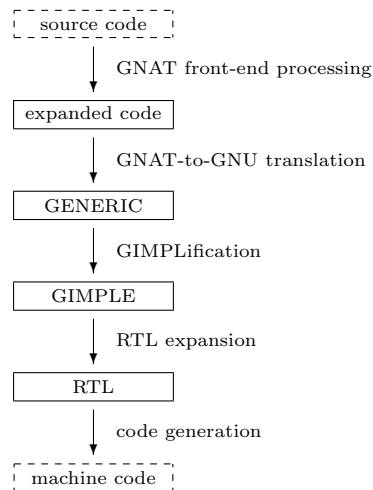 source code
GNAT front-end processing
expanded code
GNAT-to-GNU translation
GENERIC
GIMPLification
GIMPLE
RTL expansion
RTL
code generation
machine code